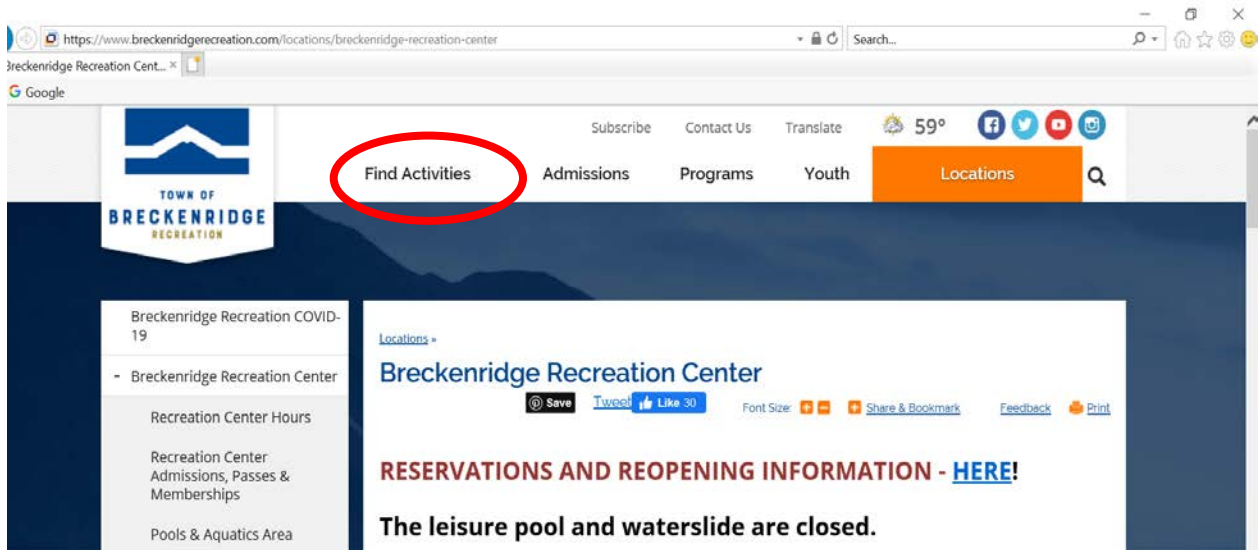 https://www.breckenridgerecreation.com/locations/breckenridge-recreation-center
Search...
Breckenridge Recreation Cent...
Google
Subscribe Contact Us Translate 59°
Find Activities Admissions Programs Youth Locations
TOWN OF
BRECKENRIDGE
RECREATION
Breckenridge Recreation COVID-
19
- Breckenridge Recreation Center
Recreation Center Hours
Recreation Center
Admissions, Passes &
Memberships
Pools & Aquatics Area
Locations »
Breckenridge Recreation Center
Save Tweet Like 30 Font Size: Share & Bookmark Feedback Print
RESERVATIONS AND REOPENING INFORMATION - HERE!
The leisure pool and waterslide are closed.